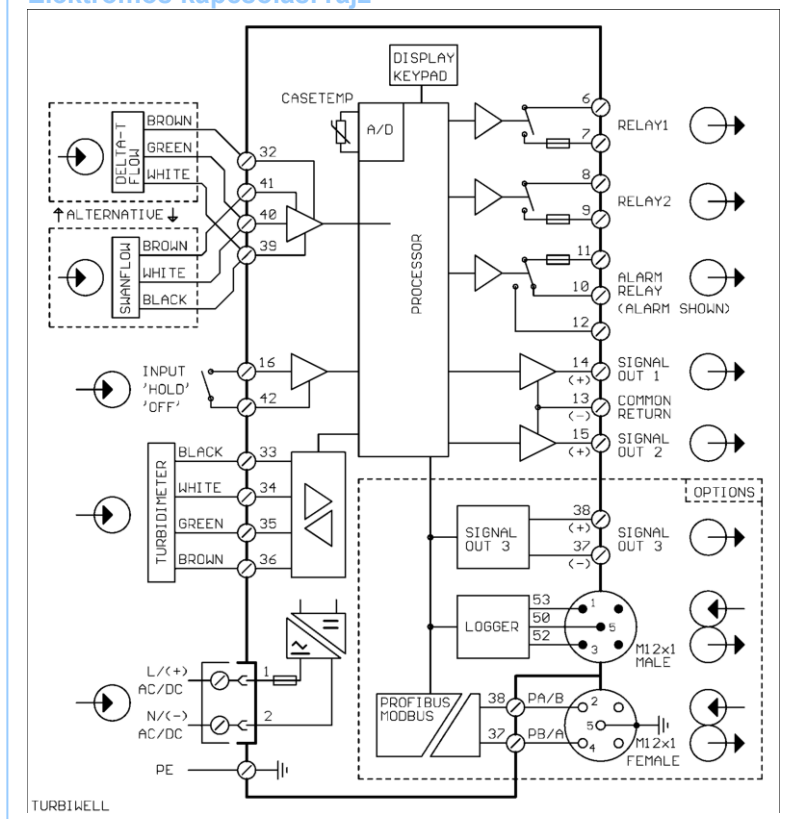 Elektromos kapcsolási rajz
DISPLAY
KEYPAD
CASETEMP
A/D
PROCESSOR
DELTA-T
FLOW
BROWN
GREEN
WHITE
32
41
40
39
↑ ALTERNATIVE ↓
SWANFLOW
BROWN
WHITE
BLACK
6
7
RELAY1
8
9
RELAY2
11
10
12
ALARM
RELAY
(ALARM SHOWN)
INPUT
'HOLD'
'OFF'
16
42
14
(+)
SIGNAL
OUT 1
13
(-)
COMMON
RETURN
15
(+)
SIGNAL
OUT 2
TURBIDIMETER
BLACK
33
WHITE
34
GREEN
35
BROWN
36
OPTIONS
SIGNAL
OUT 3
38
(+)
37
(-)
SIGNAL
OUT 3
LOGGER
53
50
52
1
5
3
M12x1
MALE
L/(+)
AC/DC
1
N/(-)
AC/DC
2
PE
PROFIBUS
MODBUS
38
PA/B
37
PB/A
2
5
4
M12x1
FEMALE
TURBIWELL